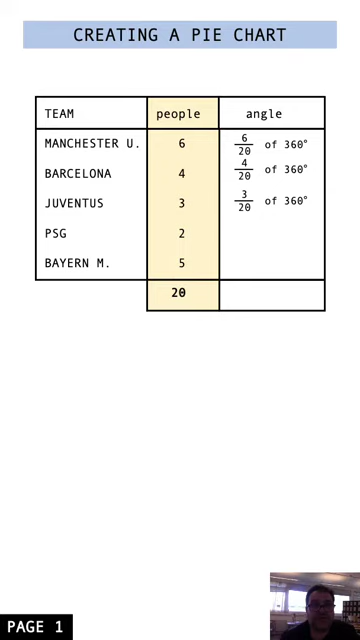 CREATING A PIE CHART
TEAM people angle
MANCHESTER U. 6 6/20 of 360°
BARCELONA 4 4/20 of 360°
JUVENTUS 3 3/20 of 360°
PSG 2
BAYERN M. 5
20
PAGE 1